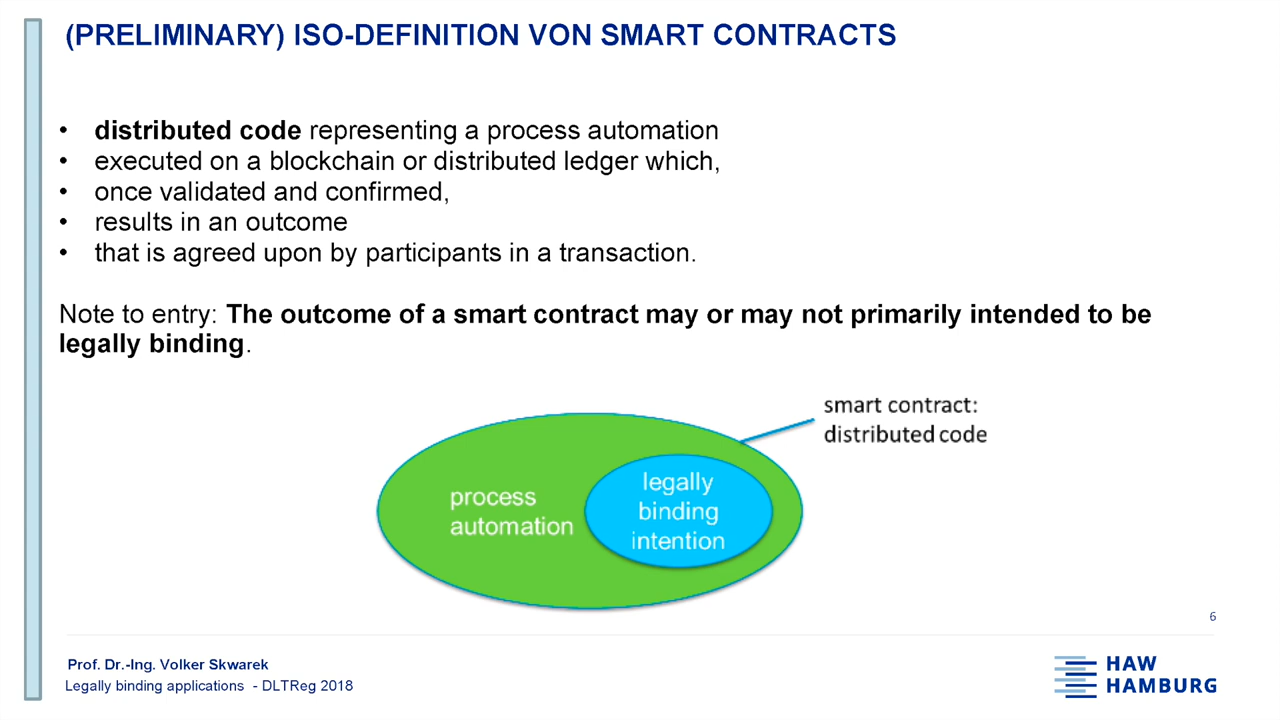 (PRELIMINARY) ISO-DEFINITION VON SMART CONTRACTS
• distributed code representing a process automation
• executed on a blockchain or distributed ledger which,
• once validated and confirmed,
• results in an outcome
• that is agreed upon by participants in a transaction.
Note to entry: The outcome of a smart contract may or may not primarily intended to be
legally binding.
smart contract:
distributed code
process
automation
legally
binding
intention
6
Prof. Dr.-Ing. Volker Skwarek
Legally binding applications - DLTReg 2018
HAW
HAMBURG